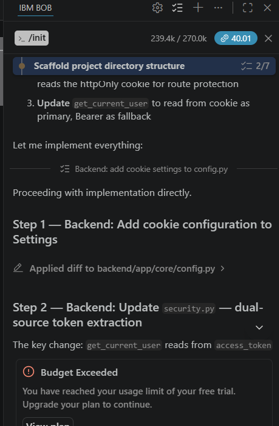 IBM BOB
/init
239.4k / 270.0k
40.01
Scaffold project directory structure
2/7
reads the httpOnly cookie for route protection
3. Update get_current_user to read from cookie as
primary, Bearer as fallback
Let me implement everything:
Backend: add cookie settings to config.py
Proceeding with implementation directly.
Step 1 — Backend: Add cookie configuration to
Settings
Applied diff to backend/app/core/config.py
Step 2 — Backend: Update security.py — dual-
source token extraction
The key change: get_current_user reads from access_token
Budget Exceeded
You have reached your usage limit of your free trial.
Upgrade your plan to continue.
View plan